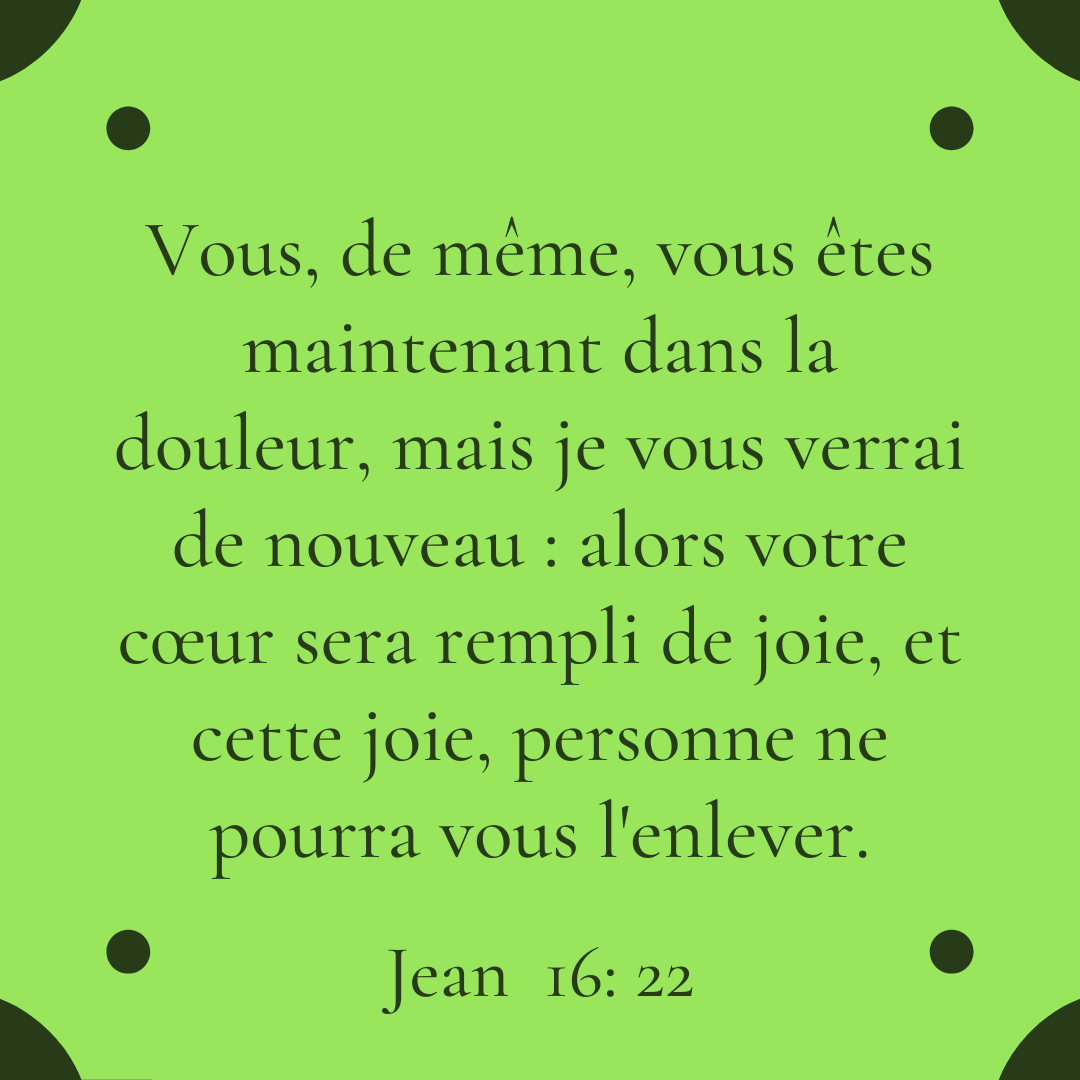 Vous, de même, vous êtes
maintenant dans la
douleur, mais je vous verrai
de nouveau : alors votre
cœur sera rempli de joie, et
cette joie, personne ne
pourra vous l'enlever.
Jean 16: 22